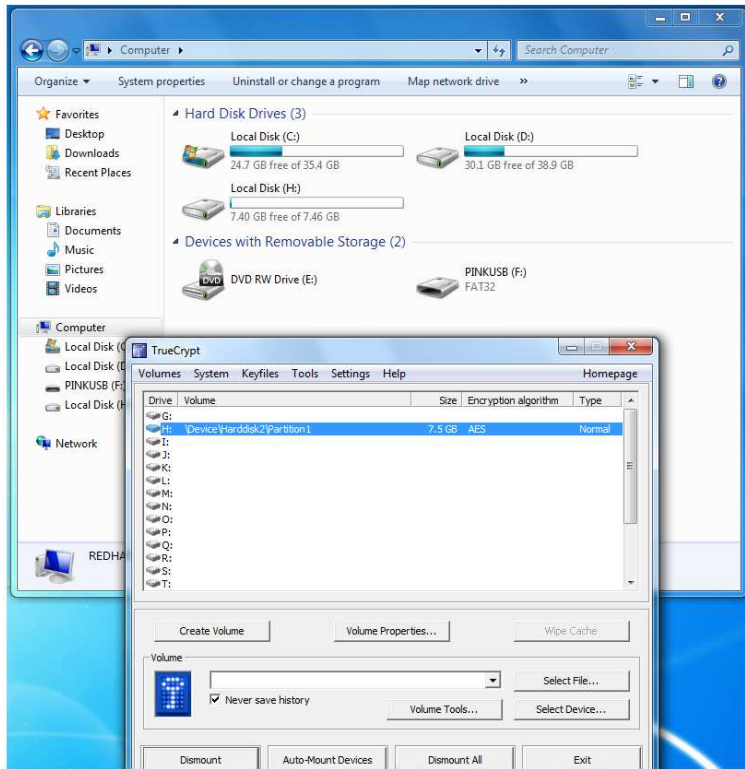 Computer
Search Computer
Organize System properties Uninstall or change a program Map network drive »
Favorites
Desktop
Downloads
Recent Places
Libraries
Documents
Music
Pictures
Videos
Computer
Local Disk (C
Local Disk (D
PINKUSB (F:)
Local Disk (H
Network
Hard Disk Drives (3)
Local Disk (C:)
24.7 GB free of 35.4 GB
Local Disk (D:)
30.1 GB free of 38.9 GB
Local Disk (H:)
7.40 GB free of 7.46 GB
Devices with Removable Storage (2)
DVD
DVD RW Drive (E:)
PINKUSB (F:)
FAT32
REDHA
TrueCrypt
Volumes System Keyfiles Tools Settings Help Homepage
Drive Volume Size Encryption algorithm Type
G:
H: \Device\Harddisk2\Partition1 7.5 GB AES Normal
I:
J:
K:
L:
M:
N:
O:
P:
Q:
R:
S:
T:
Create Volume Volume Properties... Wipe Cache
Volume
Never save history
Select File...
Volume Tools... Select Device...
Dismount Auto-Mount Devices Dismount All Exit